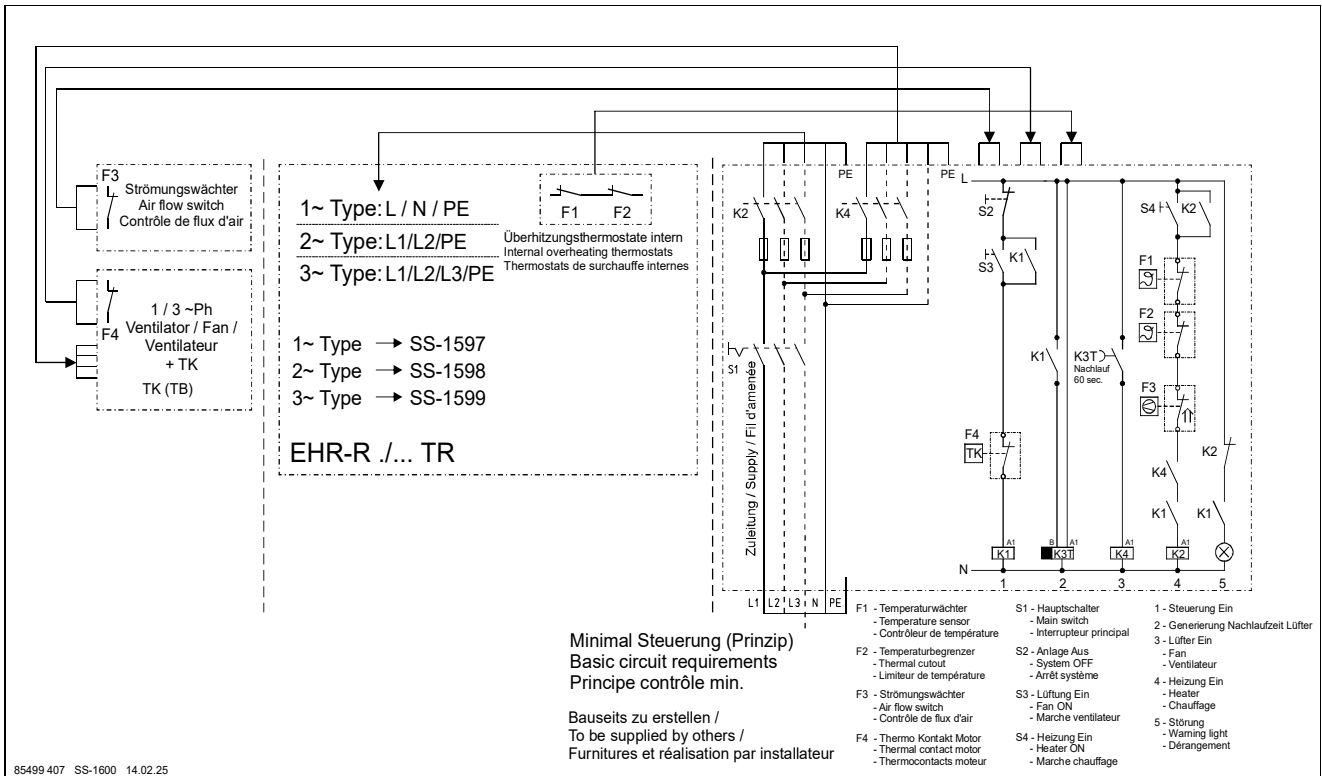 F3
Strömungswächter
Air flow switch
Contrôle de flux d'air
F4
1 / 3 ~Ph
Ventilator / Fan /
Ventilateur
+ TK
TK (TB)
1~ Type: L / N / PE
2~ Type: L1/L2/PE
3~ Type: L1/L2/L3/PE
F1 F2
Überhitzungsthermostate intern
Internal overheating thermostats
Thermostats de surchauffe internes
1~ Type → SS-1597
2~ Type → SS-1598
3~ Type → SS-1599
EHR-R ./... TR
PE
PE
L
K2
K4
S1
Zuleitung / Supply / Fil d'amenée
L1 L2 L3 N PE
S2
S3
K1
F4
TK
K1
A1
K1
B
A1
K3T
K3T
Nachlauf
60 sec.
A1
K4
S4
K2
F1
ϑ
F2
ϑ
F3
K4
K1
A1
K2
K2
K1
N
1 2 3 4 5
Minimal Steuerung (Prinzip)
Basic circuit requirements
Principe contrôle min.
Bauseits zu erstellen /
To be supplied by others /
Furnitures et réalisation par installateur
F1 - Temperaturwächter
- Temperature sensor
- Contrôleur de température
F2 - Temperaturbegrenzer
- Thermal cutout
- Limiteur de température
F3 - Strömungswächter
- Air flow switch
- Contrôle de flux d'air
F4 - Thermo Kontakt Motor
- Thermal contact motor
- Thermocontacts moteur
S1 - Hauptschalter
- Main switch
- Interrupteur principal
S2 - Anlage Aus
- System OFF
- Arrêt système
S3 - Lüftung Ein
- Fan ON
- Marche ventilateur
S4 - Heizung Ein
- Heater ON
- Marche chauffage
1 - Steuerung Ein
2 - Generierung Nachlaufzeit Lüfter
3 - Lüfter Ein
- Fan
- Ventilateur
4 - Heizung Ein
- Heater
- Chauffage
5 - Störung
- Warning light
- Dérangement
85499 407 SS-1600 14.02.25